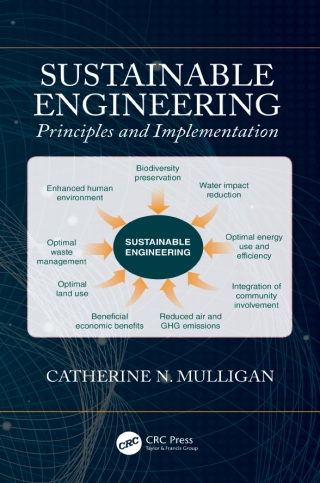 SUSTAINABLE
ENGINEERING
Principles and Implementation
Biodiversity
preservation
Enhanced human
environment
Water impact
reduction
Optimal
waste
management
SUSTAINABLE
ENGINEERING
Optimal energy
use and
efficiency
Optimal
land use
Integration of
community
involvement
Beneficial
economic benefits
Reduced air and
GHG emissions
CATHERINE N. MULLIGAN
CRC
CRC Press
Taylor & Francis Group